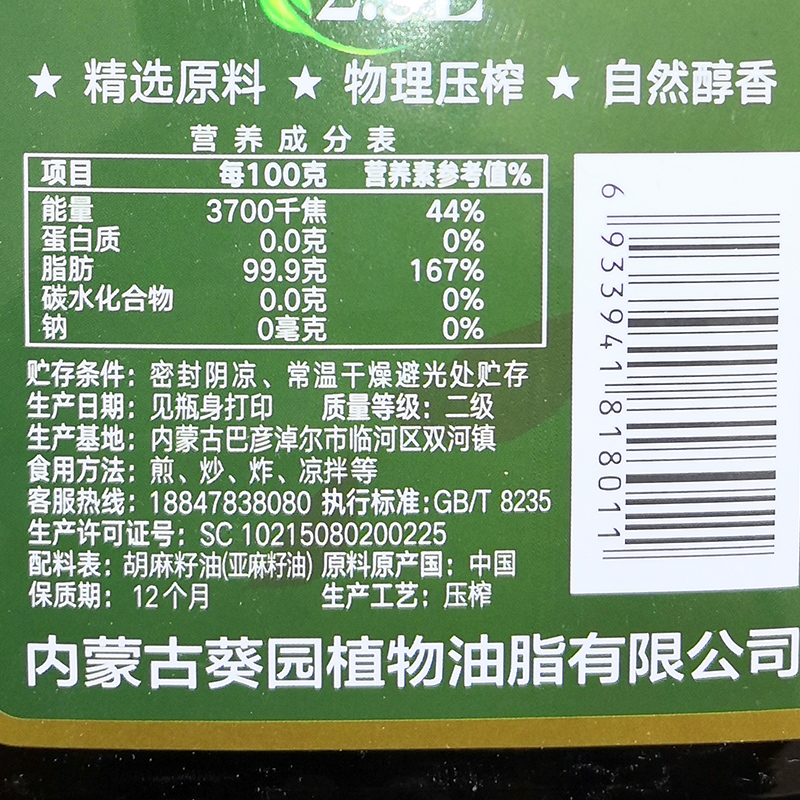 2.5L
★ 精选原料 ★ 物理压榨 ★ 自然醇香
营养成分表
项目 每100克 营养素参考值%
能量 3700千焦 44%
蛋白质 0.0克 0%
脂肪 99.9克 167%
碳水化合物 0.0克 0%
钠 0毫克 0%
贮存条件：密封阴凉、常温干燥避光处贮存
生产日期：见瓶身打印 质量等级：二级
生产基地：内蒙古巴彦淖尔市临河区双河镇
食用方法：煎、炒、炸、凉拌等
客服热线：18847838080 执行标准：GB/T 8235
生产许可证号：SC 10215080200225
配料表：胡麻籽油(亚麻籽油) 原料原产国：中国
保质期：12个月 生产工艺：压榨
内蒙古葵园植物油脂有限公司
6 933941 818011